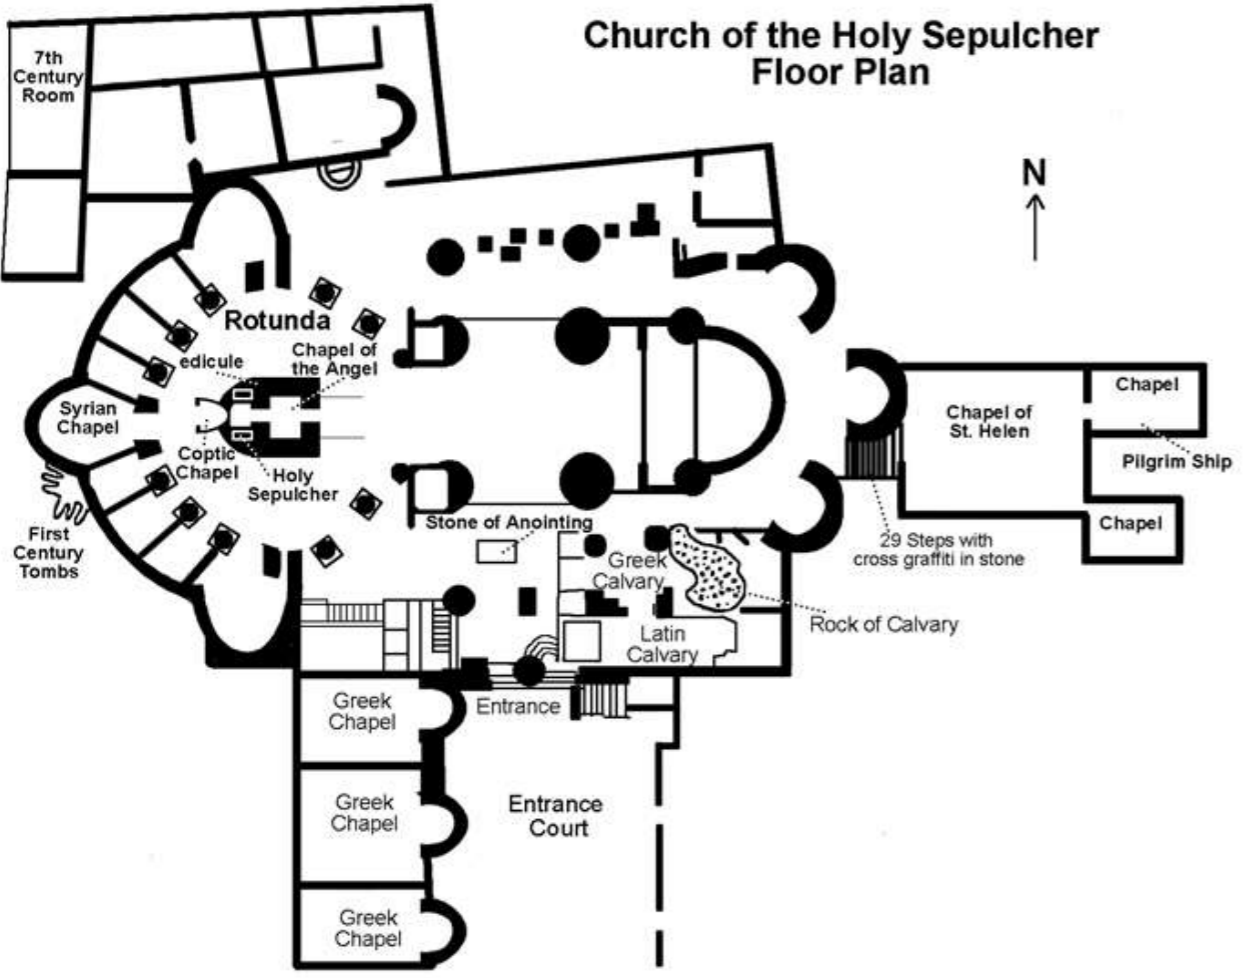 Church of the Holy Sepulcher
Floor Plan
7th
Century
Room
N
Rotunda
edicule
Chapel of
the Angel
Syrian
Chapel
Coptic
Chapel
Holy
Sepulcher
First
Century
Tombs
Stone of Anointing
Greek
Calvary
Latin
Calvary
Rock of Calvary
29 Steps with
cross graffiti in stone
Chapel of
St. Helen
Chapel
Pilgrim Ship
Chapel
Entrance
Greek
Chapel
Greek
Chapel
Greek
Chapel
Entrance
Court